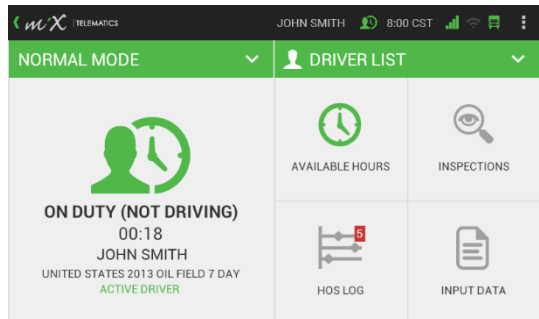 miX TELEMATICS
JOHN SMITH 8:00 CST
NORMAL MODE
DRIVER LIST
ON DUTY (NOT DRIVING)
00:18
JOHN SMITH
UNITED STATES 2013 OIL FIELD 7 DAY
ACTIVE DRIVER
AVAILABLE HOURS
INSPECTIONS
5
HOS LOG
INPUT DATA